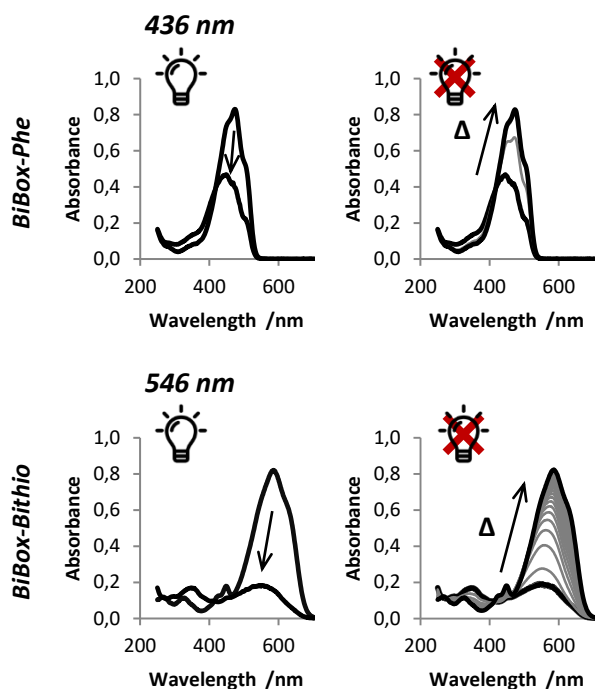 436 nm
BiBox-Phe
Absorbance
1,0
0,8
0,6
0,4
0,2
0,0
200 400 600
Wavelength /nm
Δ
Absorbance
1,0
0,8
0,6
0,4
0,2
0,0
200 400 600
Wavelength /nm
546 nm
BiBox-Bithio
Absorbance
1,0
0,8
0,6
0,4
0,2
0,0
200 400 600
Wavelength /nm
Δ
Absorbance
1,0
0,8
0,6
0,4
0,2
0,0
200 400 600
Wavelength /nm